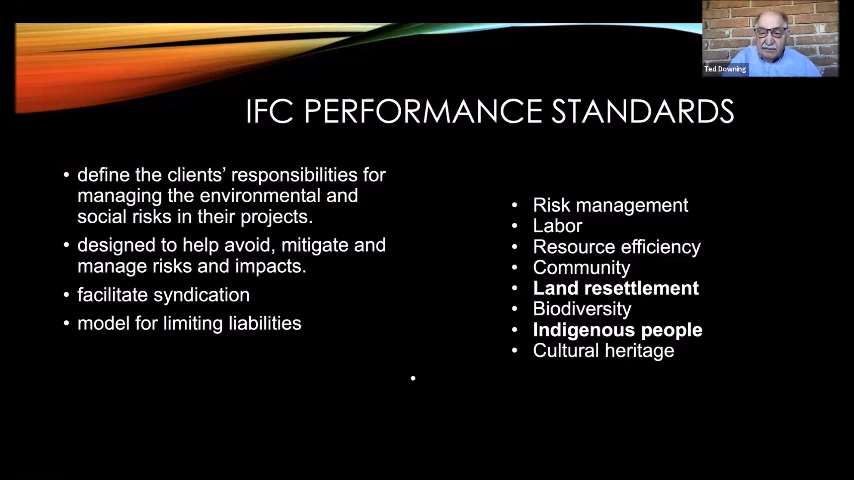 Ted Downing
IFC PERFORMANCE STANDARDS
• define the clients’ responsibilities for
managing the environmental and
social risks in their projects.
• designed to help avoid, mitigate and
manage risks and impacts.
• facilitate syndication
• model for limiting liabilities
• Risk management
• Labor
• Resource efficiency
• Community
• Land resettlement
• Biodiversity
• Indigenous people
• Cultural heritage
•